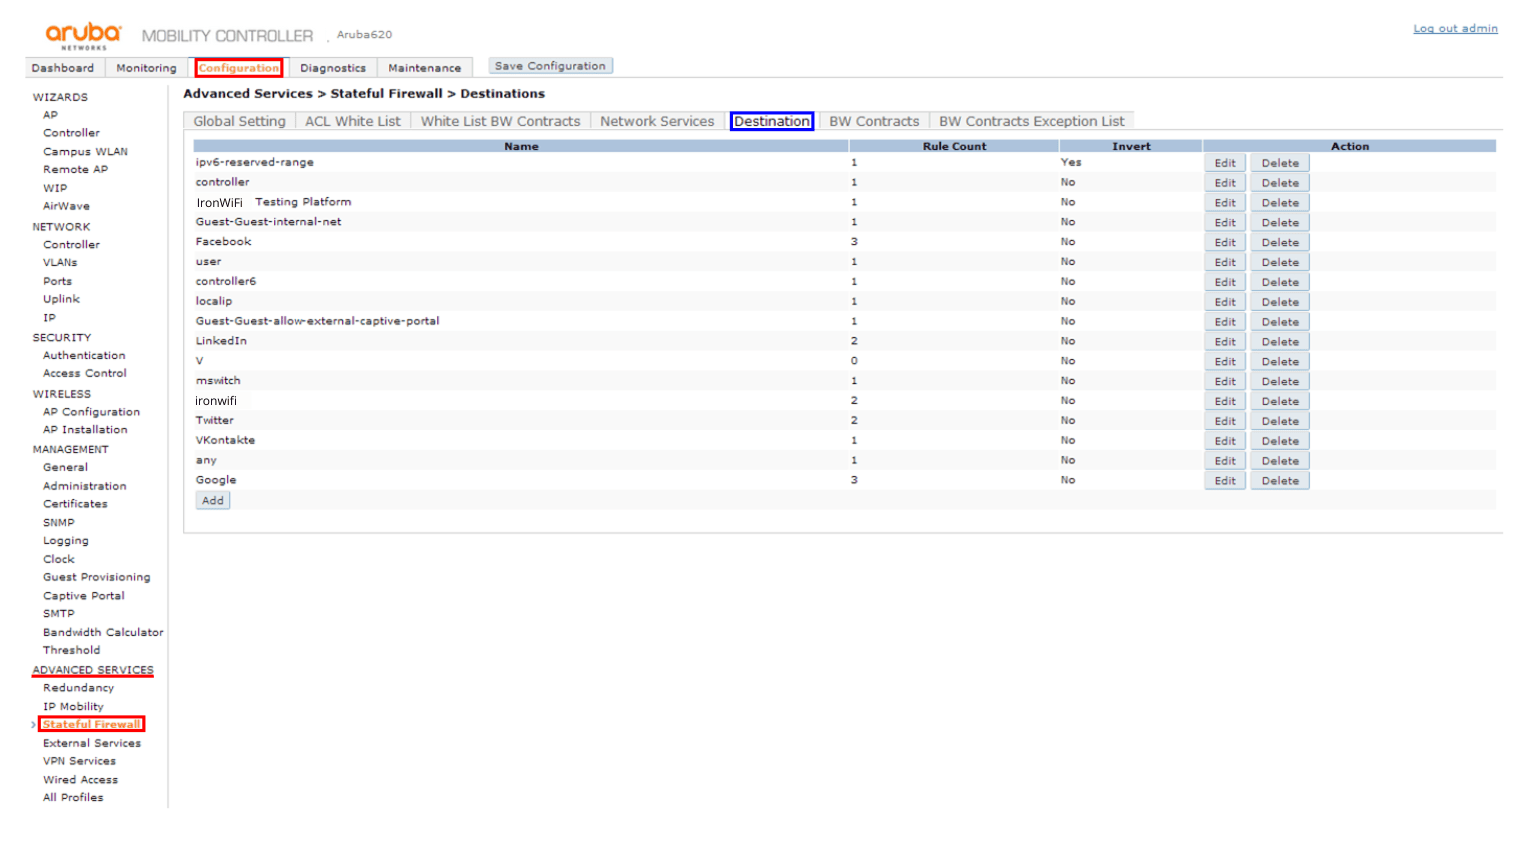 aruba NETWORKS MOBILITY CONTROLLER Aruba620 Log out admin
Dashboard Monitoring Configuration Diagnostics Maintenance Save Configuration
WIZARDS
AP
Controller
Campus WLAN
Remote AP
WIP
AirWave
NETWORK
Controller
VLANs
Ports
Uplink
IP
SECURITY
Authentication
Access Control
WIRELESS
AP Configuration
AP Installation
MANAGEMENT
General
Administration
Certificates
SNMP
Logging
Clock
Guest Provisioning
Captive Portal
SMTP
Bandwidth Calculator
Threshold
ADVANCED SERVICES
Redundancy
IP Mobility
> Stateful Firewall
External Services
VPN Services
Wired Access
All Profiles
Advanced Services > Stateful Firewall > Destinations
Global Setting ACL White List White List BW Contracts Network Services Destination BW Contracts BW Contracts Exception List
Name Rule Count Invert Action
ipv6-reserved-range 1 Yes Edit Delete
controller 1 No Edit Delete
IronWiFi Testing Platform 1 No Edit Delete
Guest-Guest-internal-net 1 No Edit Delete
Facebook 3 No Edit Delete
user 1 No Edit Delete
controller6 1 No Edit Delete
localip 1 No Edit Delete
Guest-Guest-allow-external-captive-portal 1 No Edit Delete
LinkedIn 2 No Edit Delete
V 0 No Edit Delete
mswitch 1 No Edit Delete
ironwifi 2 No Edit Delete
Twitter 2 No Edit Delete
VKontakte 1 No Edit Delete
any 1 No Edit Delete
Google 3 No Edit Delete
Add